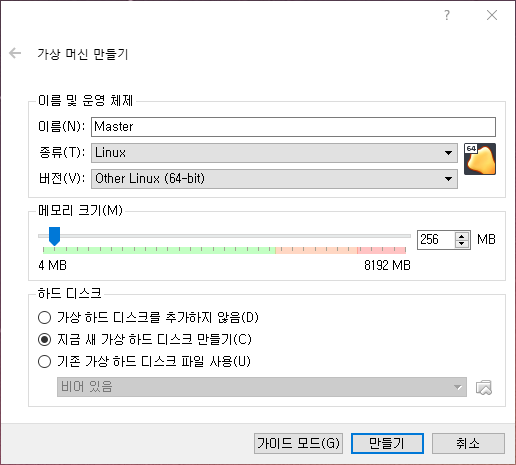 ?
가상 머신 만들기
이름 및 운영 체제
이름(N): Master
종류(T): Linux
64
버전(V): Other Linux (64-bit)
메모리 크기(M)
256 MB
4 MB 8192 MB
하드 디스크
가상 하드 디스크를 추가하지 않음(D)
지금 새 가상 하드 디스크 만들기(C)
기존 가상 하드 디스크 파일 사용(U)
비어 있음
가이드 모드(G) 만들기 취소